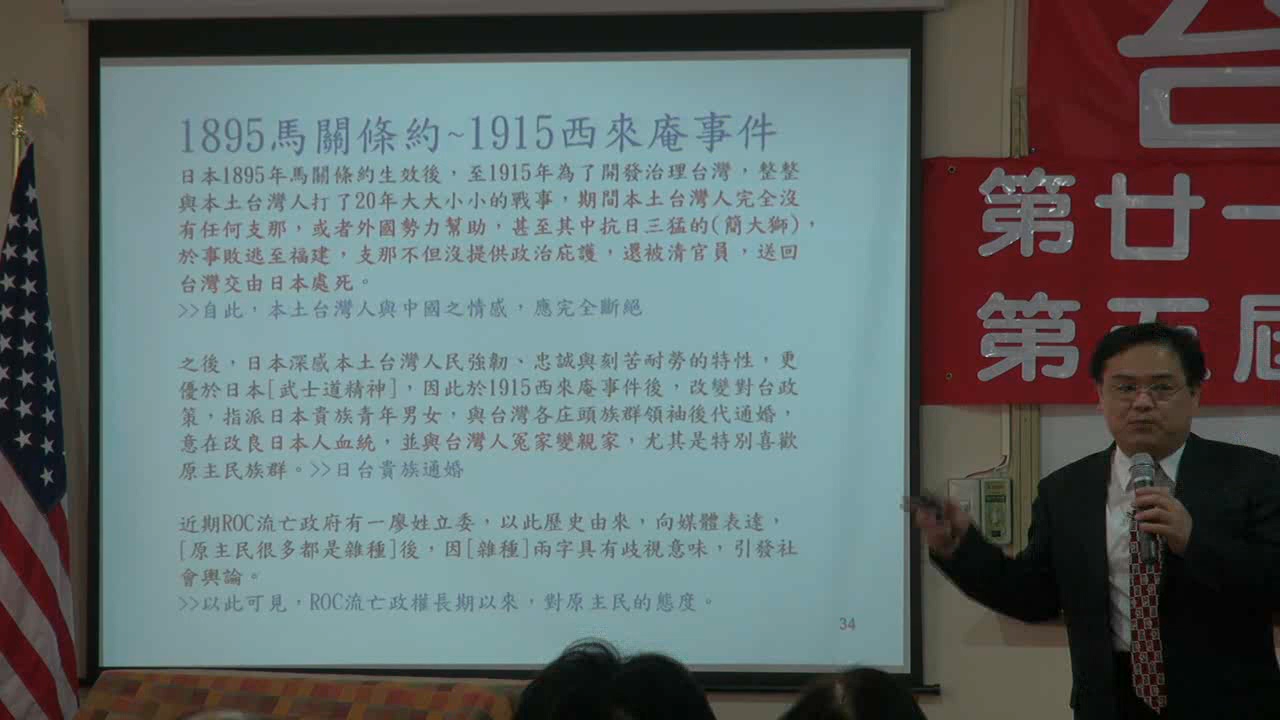 1895馬關條約~1915西來庵事件
日本1895年馬關條約生效後，至1915年為了開發治理台灣，整整
與本土台灣人打了20年大大小小的戰事，期間本土台灣人完全沒
有任何支那，或者外國勢力幫助，甚至其中抗日三猛的(簡大獅)，
於事敗逃至福建，支那不但沒提供政治庇護，還被清官員，送回
台灣交由日本處死。
>>自此，本土台灣人與中國之情感，應完全斷絕
之後，日本深感本土台灣人民強韌、忠誠與刻苦耐勞的特性，更
優於日本[武士道精神]，因此於1915西來庵事件後，改變對台政
策，指派日本貴族青年男女，與台灣各庄頭族群領袖後代通婚，
意在改良日本人血統，並與台灣人冤家變親家，尤其是特別喜歡
原主民族群。>>日台貴族通婚
近期ROC流亡政府有一廖姓立委，以此歷史由來，向媒體表達，
[原主民很多都是雜種]後，因[雜種]兩字具有歧視意味，引發社
會輿論。
>>以此可見，ROC流亡政權長期以來，對原主民的態度。
34
台
第廿一
第五屆